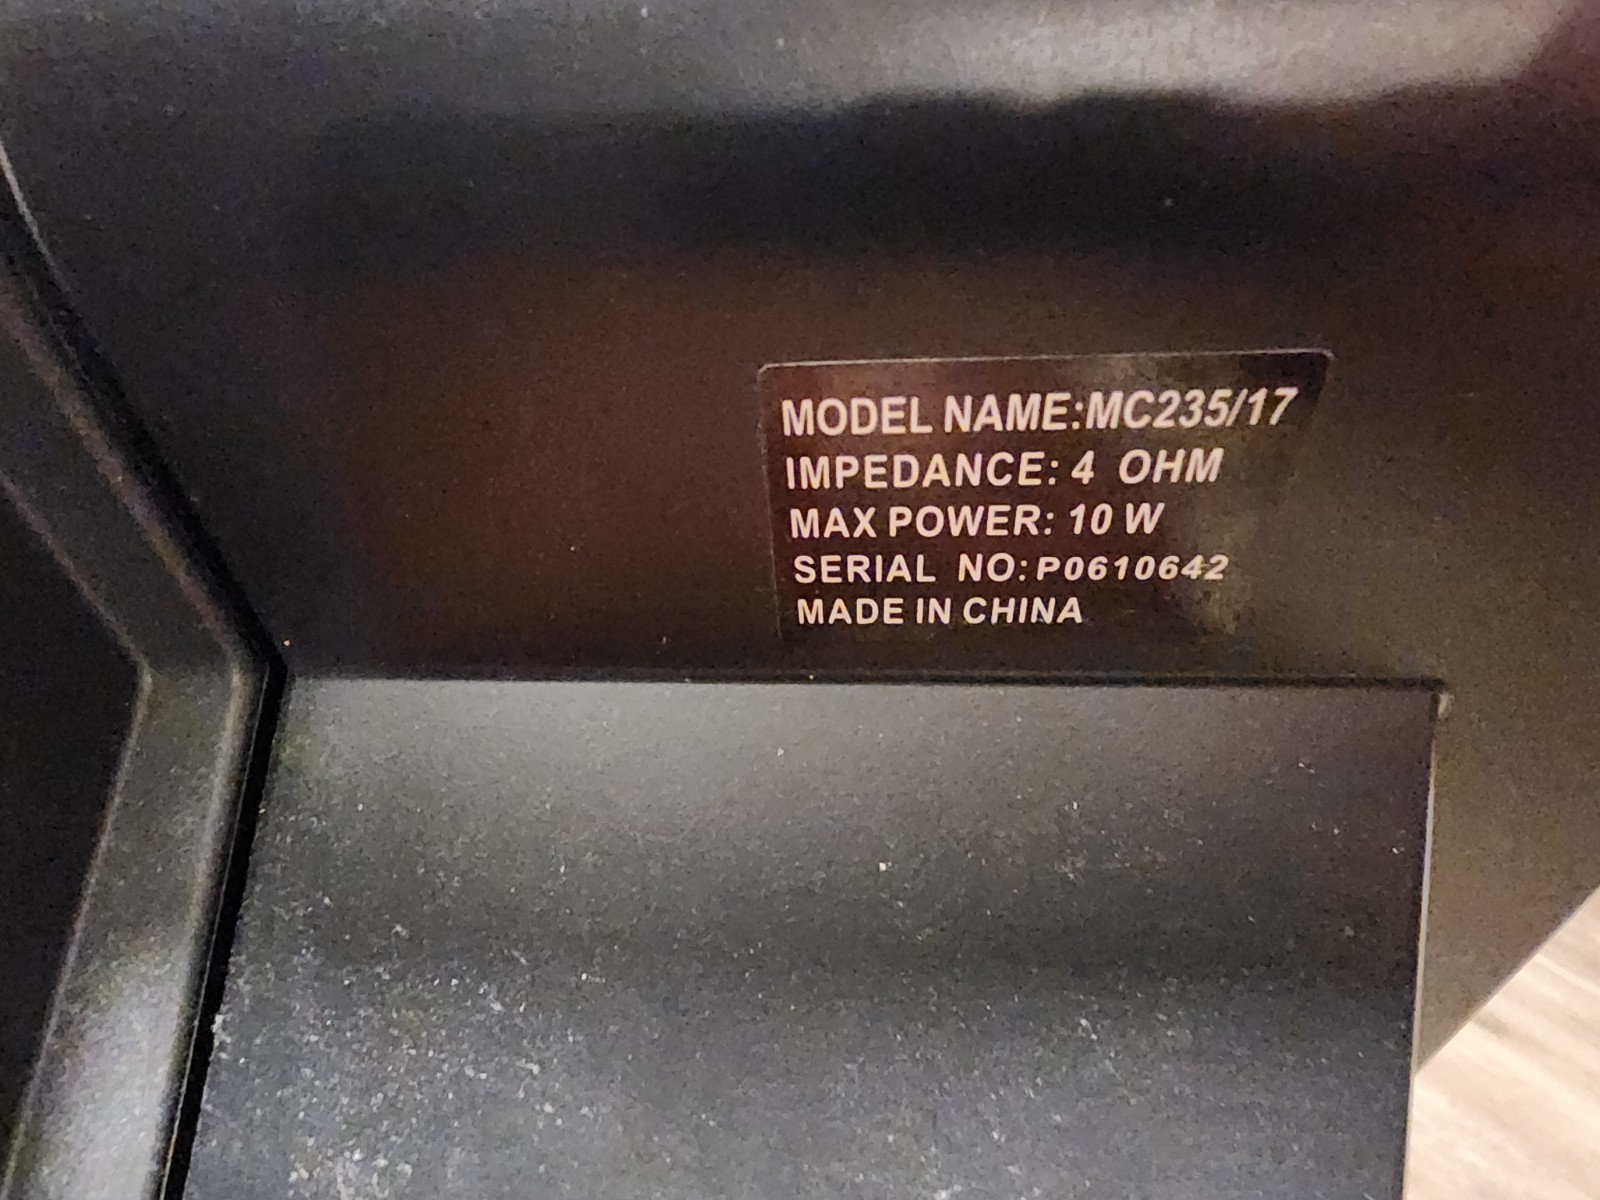 MODEL NAME:MC235/17
IMPEDANCE: 4 OHM
MAX POWER: 10 W
SERIAL NO:P0610642
MADE IN CHINA